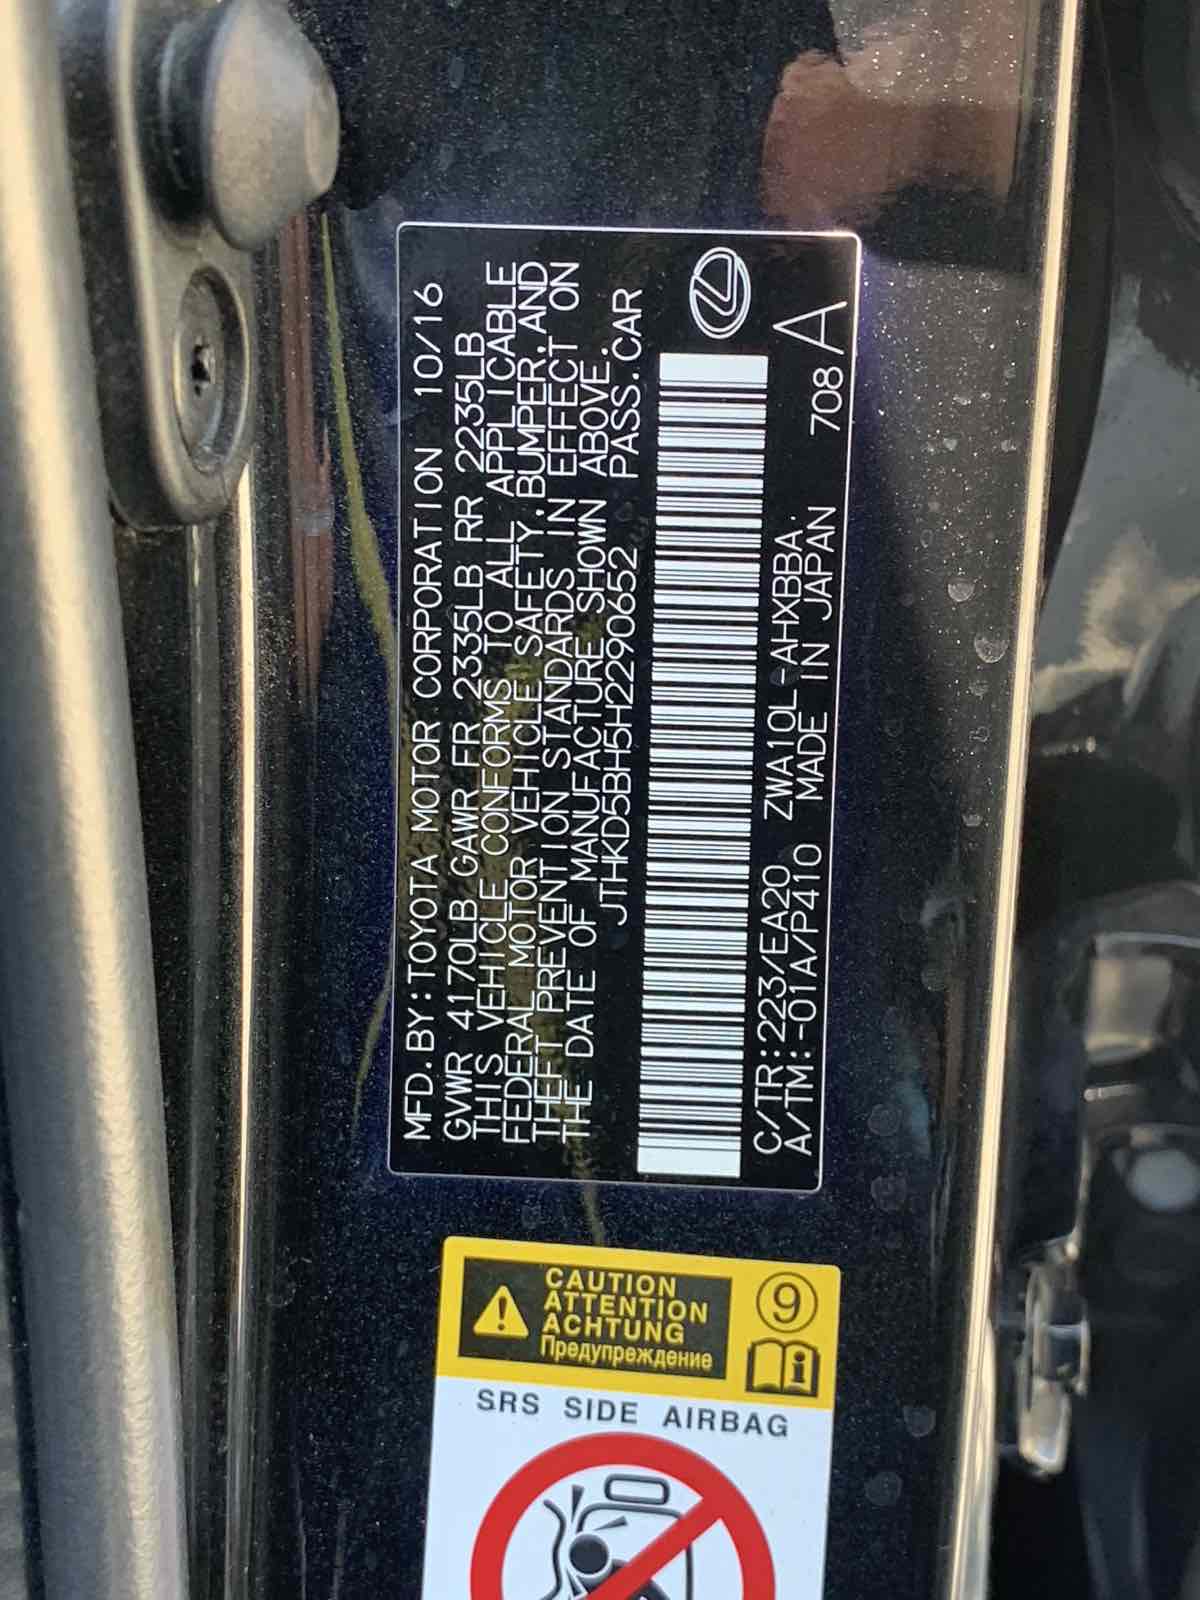 MFD.BY:TOYOTA MOTOR CORPORATION 10/16
GVWR 4170LB GAWR FR 2335LB RR 2235LB
THIS VEHICLE CONFORMS TO ALL APPLICABLE
FEDERAL MOTOR VEHICLE SAFETY,BUMPER,AND
THEFT PREVENTION STANDARDS IN EFFECT ON
THE DATE OF MANUFACTURE SHOWN ABOVE.
JTHKD5BH5H2290652 PASS.CAR
C/TR:223/EA20 ZWA10L-AHXBBA.
A/TM:-01A/P410 MADE IN JAPAN 708 A
CAUTION
ATTENTION
ACHTUNG
Предупреждение
9
i
SRS SIDE AIRBAG